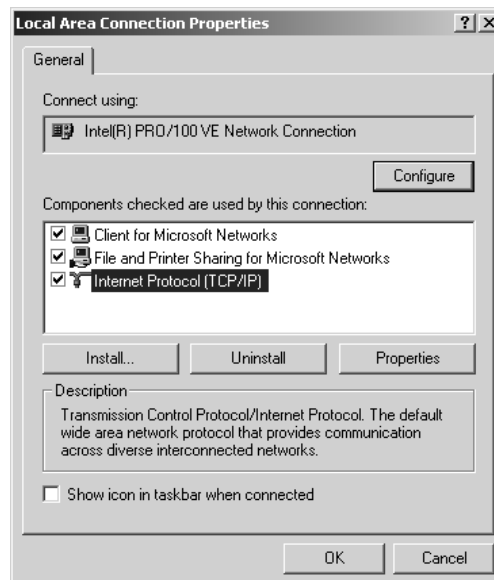 Local Area Connection Properties
General
Connect using:
Intel(R) PRO/100 VE Network Connection
Configure
Components checked are used by this connection:
Client for Microsoft Networks
File and Printer Sharing for Microsoft Networks
Internet Protocol (TCP/IP)
Install... Uninstall Properties
Description
Transmission Control Protocol/Internet Protocol. The default
wide area network protocol that provides communication
across diverse interconnected networks.
Show icon in taskbar when connected
OK Cancel